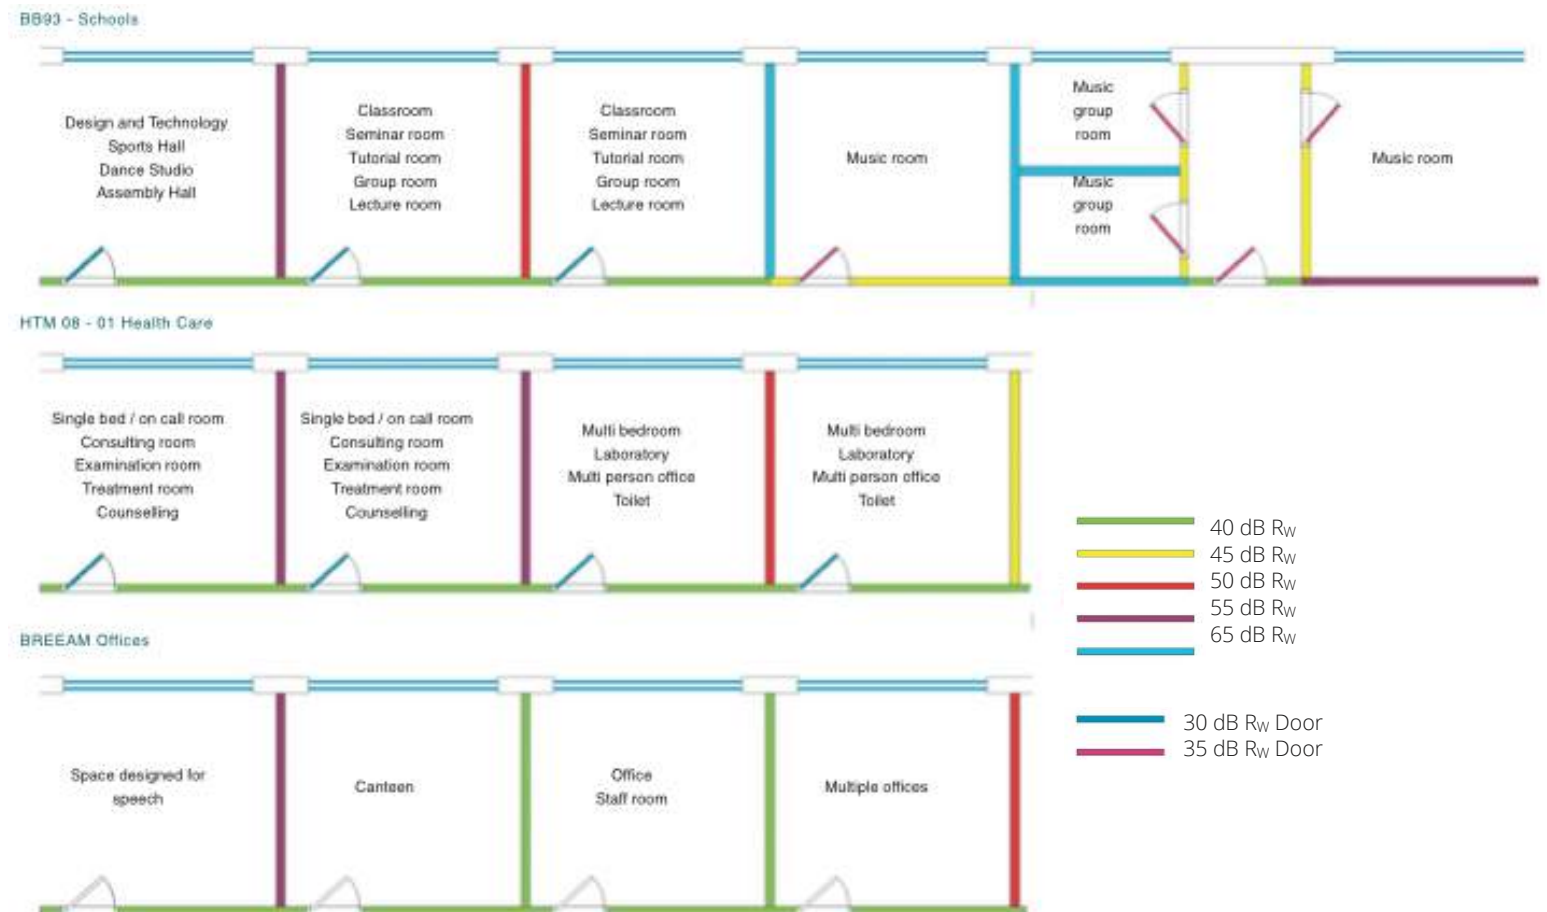 BB93 - Schools
Design and Technology
Sports Hall
Dance Studio
Assembly Hall
Classroom
Seminar room
Tutorial room
Group room
Lecture room
Classroom
Seminar room
Tutorial room
Group room
Lecture room
Music room
Music
group
room
Music
group
room
Music room
HTM 08 - 01 Health Care
Single bed / on call room
Consulting room
Examination room
Treatment room
Counselling
Single bed / on call room
Consulting room
Examination room
Treatment room
Counselling
Multi bedroom
Laboratory
Multi person office
Toilet
Multi bedroom
Laboratory
Multi person office
Toilet
40 dB RW
45 dB RW
50 dB RW
55 dB RW
65 dB RW
30 dB RW Door
35 dB RW Door
BREEAM Offices
Space designed for
speech
Canteen
Office
Staff room
Multiple offices